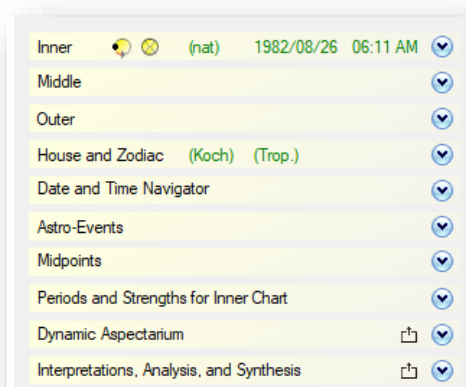 Inner (nat) 1982/08/26 06:11 AM
Middle
Outer
House and Zodiac (Koch) (Trop.)
Date and Time Navigator
Astro-Events
Midpoints
Periods and Strengths for Inner Chart
Dynamic Aspectarium
Interpretations, Analysis, and Synthesis